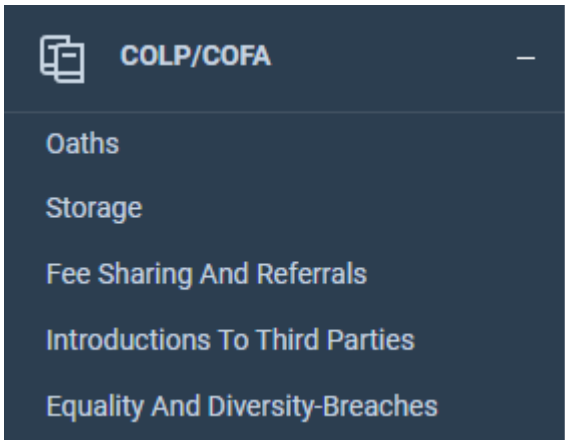 COLP/COFA
Oaths
Storage
Fee Sharing And Referrals
Introductions To Third Parties
Equality And Diversity-Breaches